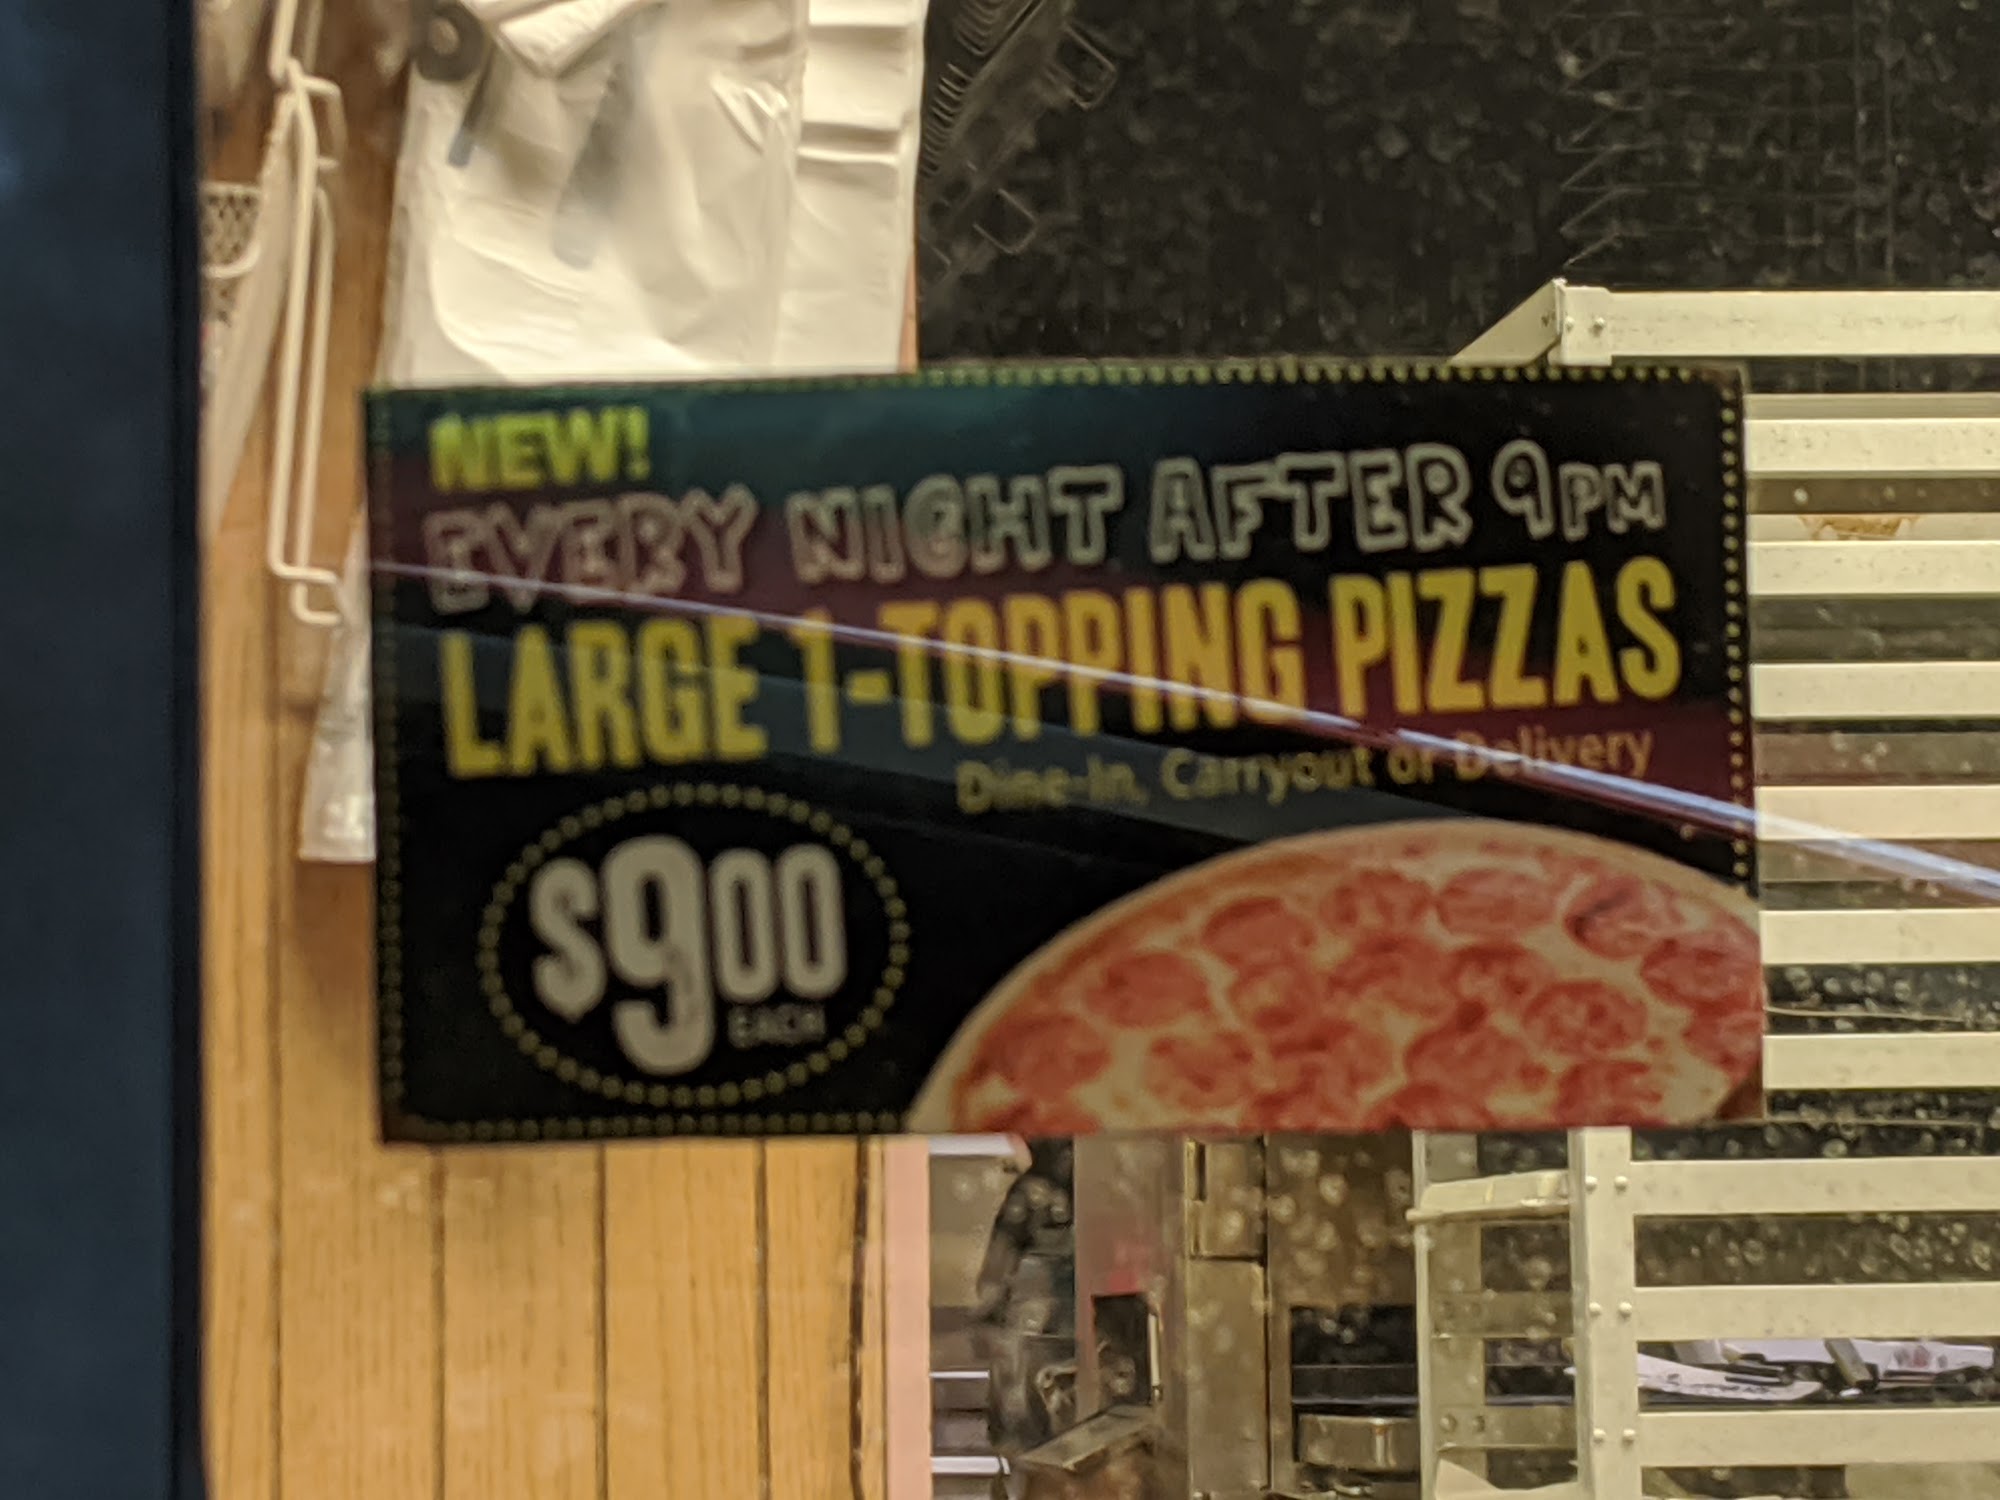 NEW!
EVERY NIGHT AFTER 9PM
LARGE 1-TOPPING PIZZAS
Dine-In, Carryout or Delivery
$9.00
EACH